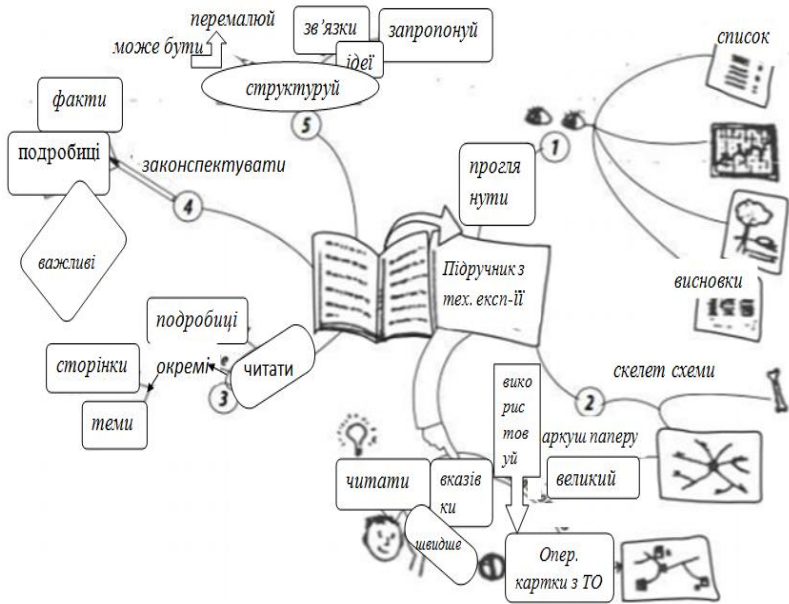 перемалюй
може бути
зв’язки
запропонуй
ідеї
структуруй
5
список
1
прогля
нути
висновки
факти
подробиці
законспектувати
4
важливі
Підручник з
тех. експ-ії
подробиці
сторінки
окремі
читати
3
теми
скелет схеми
2
вико
рис
тов
уй
аркуш паперу
великий
читати
вказів
ки
швидше
Опер.
картки з ТО